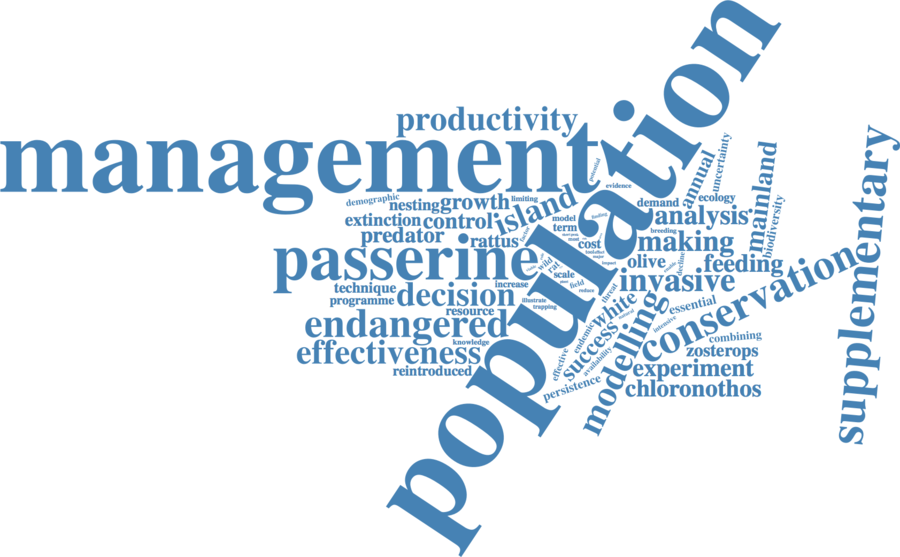 population
management
productivity
supplementary
uncertainty
annual
mainland
potential
evidence
demographic
limiting
nesting
growth
island
demand
ecology
extinction
control
model
analysis
biodiversity
predator
rattus
factor
term
breeding
making
cost
passerine
olive
decline
feeding
conservation
wild
rat
scale
major
invasive
technique
increase
field
reduce
threat
programme
decision
illustrate
trapping
white
essential
resource
natural
intensive
endangered
endemic
success
modelling
combining
knowledge
effectiveness
zosterops
effective
availability
reintroduced
experiment
persistence
chloronothos